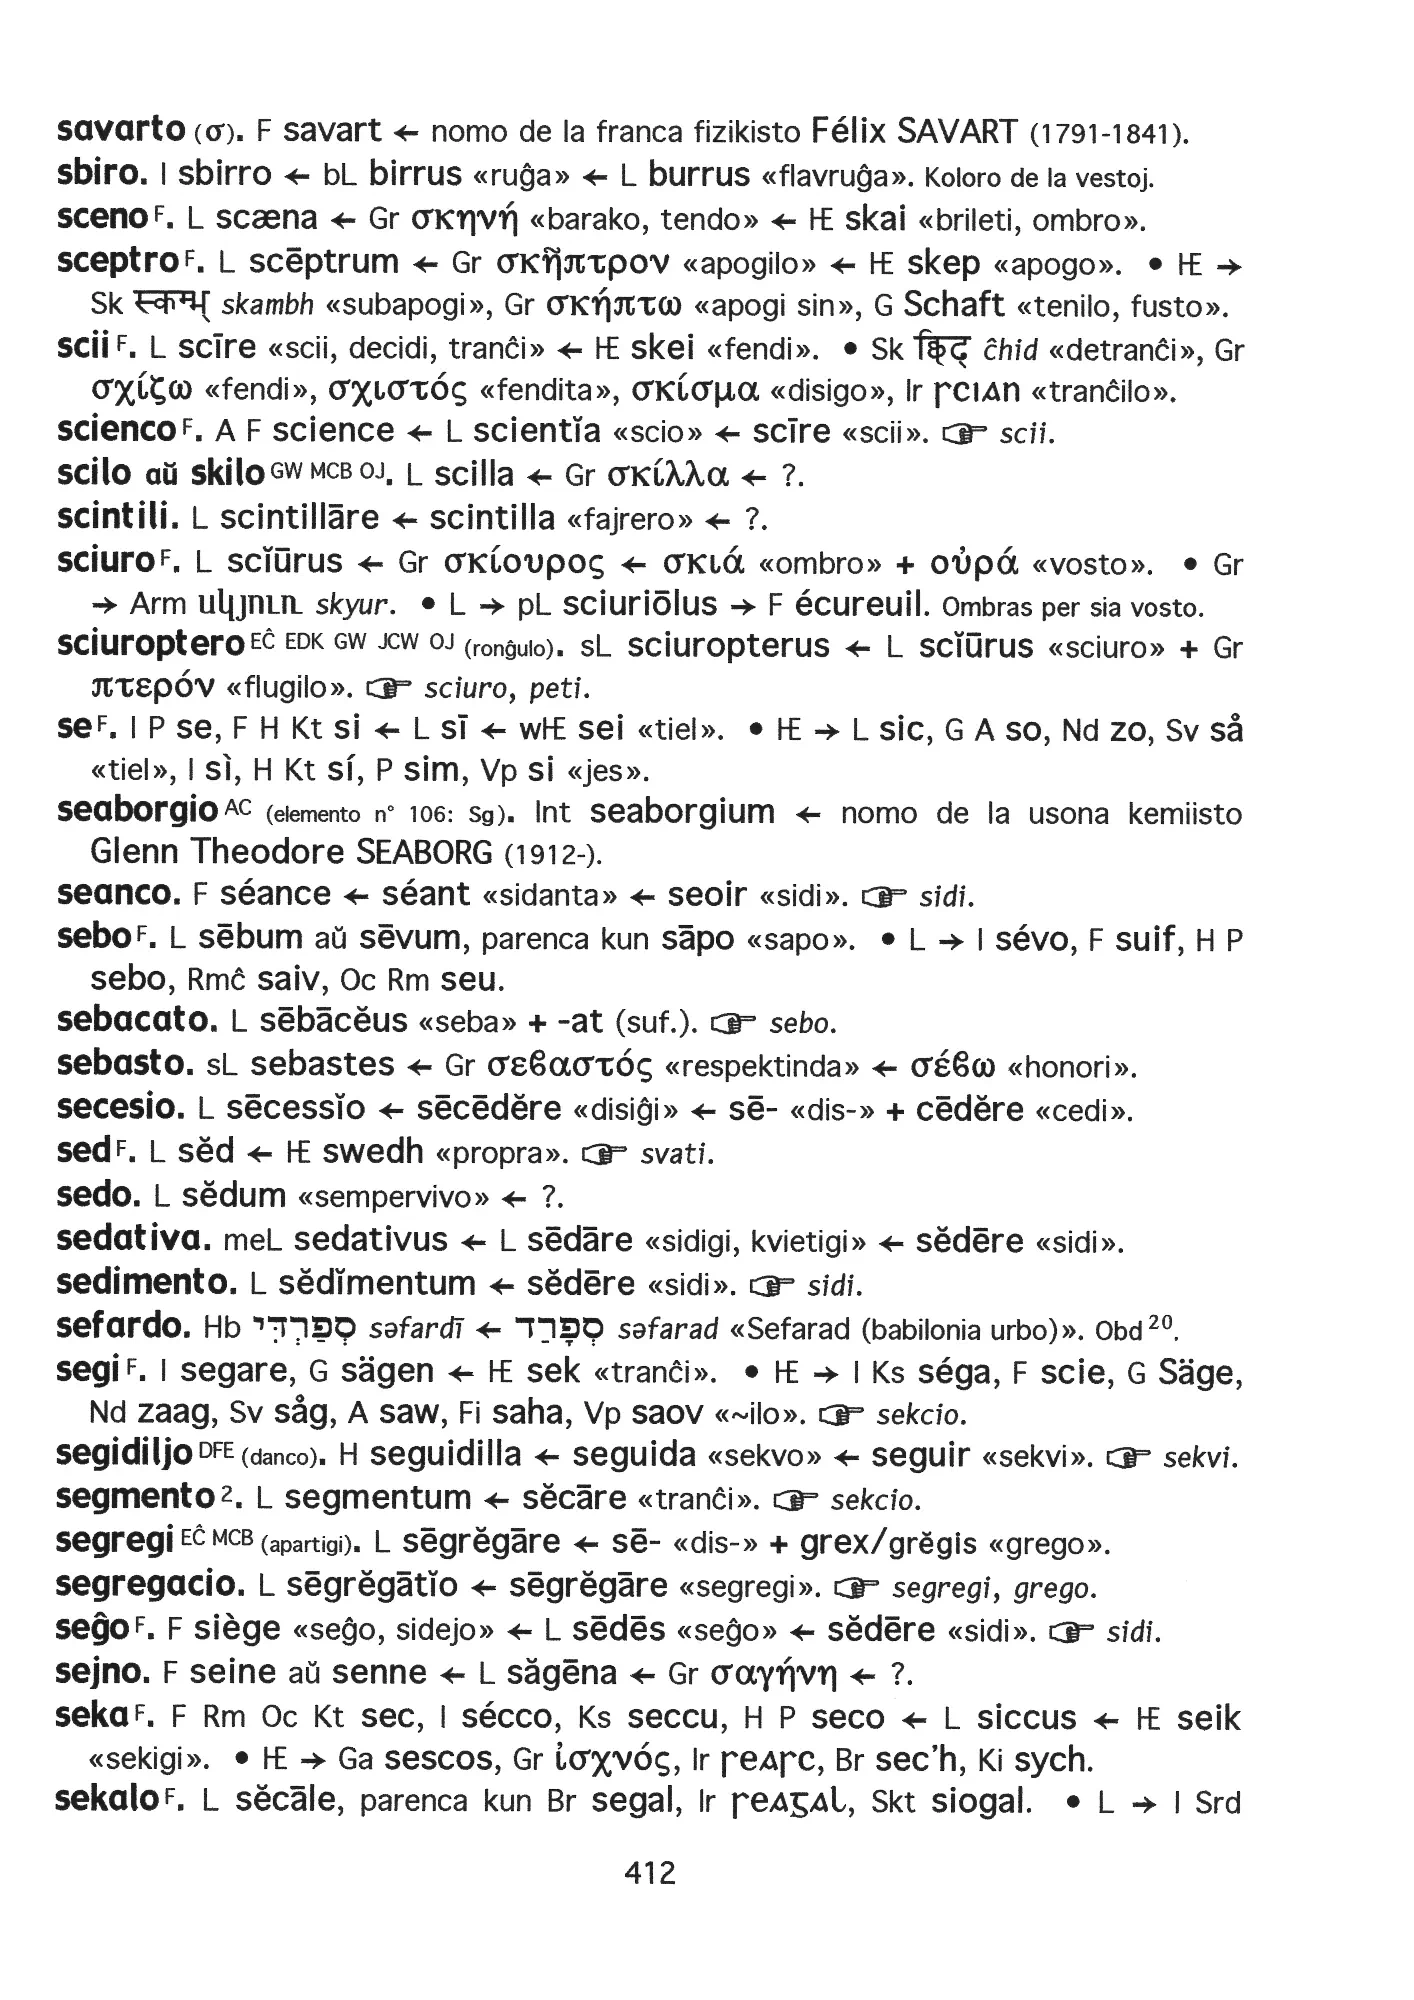 savarto (σ). F savart ← nomo de la franca fizikisto Félix SAVART (1791-1841).
sbiro. I sbirro ← bL birrus «ruĝa» ← L burrus «flavruĝa». Koloro de la vestoj.
sceno F. L scæna ← Gr σκηνή «barako, tendo» ← HE skai «brileti, ombro».
sceptro F. L scēptrum ← Gr σκῆπτρον «apogilo» ← HE skep «apogo». • HE →
Sk स्कम्भ् skambh «subapogi», Gr σκήπτω «apogi sin», G Schaft «tenilo, fusto».
scii F. L scīre «scii, decidi, tranĉi» ← HE skei «fendi». • Sk छिद् ĉhid «detranĉi», Gr
σχίζω «fendi», σχιστός «fendita», σκίσμα «disigo», Ir scian «tranĉilo».
scienco F. A F science ← L scientĭa «scio» ← scīre «scii». ☞ scii.
scilo aŭ skilo GW MCB OJ. L scilla ← Gr σκίλλα ← ?.
scintili. L scintillāre ← scintilla «fajrero» ← ?.
sciuro F. L scĭūrus ← Gr σκίουρος ← σκιά «ombro» + οὐρά «vosto». • Gr
→ Arm սկյուռ skyur. • L → pL sciuriōlus → F écureuil. Ombras per sia vosto.
sciuroptero EĈ EDK GW JCW OJ (ronĝulo). sL sciuropterus ← L scĭūrus «sciuro» + Gr
πτερόν «flugilo». ☞ sciuro, peti.
se F. I P se, F H Kt si ← L sī ← wHE sei «tiel». • HE → L sic, G A so, Nd zo, Sv så
«tiel», I sì, H Kt sí, P sim, Vp si «jes».
seaborgio AC (elemento n° 106: Sg). Int seaborgium ← nomo de la usona kemiisto
Glenn Theodore SEABORG (1912-).
seanco. F séance ← séant «sidanta» ← seoir «sidi». ☞ sidi.
sebo F. L sēbum aŭ sēvum, parenca kun sāpo «sapo». • L → I sévo, F suif, H P
sebo, Rmĉ saiv, Oc Rm seu.
sebacato. L sēbācĕus «seba» + -at (suf.). ☞ sebo.
sebasto. sL sebastes ← Gr σεϐαστός «respektinda» ← σέϐω «honori».
secesio. L sēcessĭo ← sēcēdĕre «disiĝi» ← sē- «dis-» + cēdĕre «cedi».
sed F. L sĕd ← HE swedh «propra». ☞ svati.
sedo. L sĕdum «sempervivo» ← ?.
sedativa. meL sedativus ← L sēdāre «sidigi, kvietigi» ← sĕdēre «sidi».
sedimento. L sĕdĭmentum ← sĕdēre «sidi». ☞ sidi.
sefardo. Hb סְפַרְדִי səfardī ← סְפָרַד səfarad «Sefarad (babilonia urbo)». Obd 20.
segi F. I segare, G sägen ← HE sek «tranĉi». • HE → I Ks séga, F scie, G Säge,
Nd zaag, Sv såg, A saw, Fi saha, Vp saov «~ilo». ☞ sekcio.
segidiljo DFE (danco). H seguidilla ← seguida «sekvo» ← seguir «sekvi». ☞ sekvi.
segmento 2. L segmentum ← sĕcāre «tranĉi». ☞ sekcio.
segregi EĈ MCB (apartigi). L sēgrĕgāre ← sē- «dis-» + grex/grĕgis «grego».
segregacio. L sēgrĕgātĭo ← sēgrĕgāre «segregi». ☞ segregi, grego.
seĝo F. F siège «seĝo, sidejo» ← L sēdēs «seĝo» ← sĕdēre «sidi». ☞ sidi.
sejno. F seine aŭ senne ← L săgēna ← Gr σαγήνη ← ?.
seka F. F Rm Oc Kt sec, I sécco, Ks seccu, H P seco ← L siccus ← HE seik
«sekigi». • HE → Ga sescos, Gr ἰσχνός, Ir seasc, Br sec'h, Ki sych.
sekalo F. L sĕcāle, parenca kun Br segal, Ir seagal, Skt siogal. • L → I Srd
412